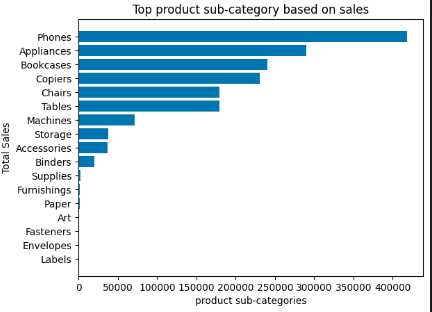 Top product sub-category based on sales
Total Sales
Phones
Appliances
Bookcases
Copiers
Chairs
Tables
Machines
Storage
Accessories
Binders
Supplies
Furnishings
Paper
Art
Fasteners
Envelopes
Labels
0 50000 100000 150000 200000 250000 300000 350000 400000
product sub-categories